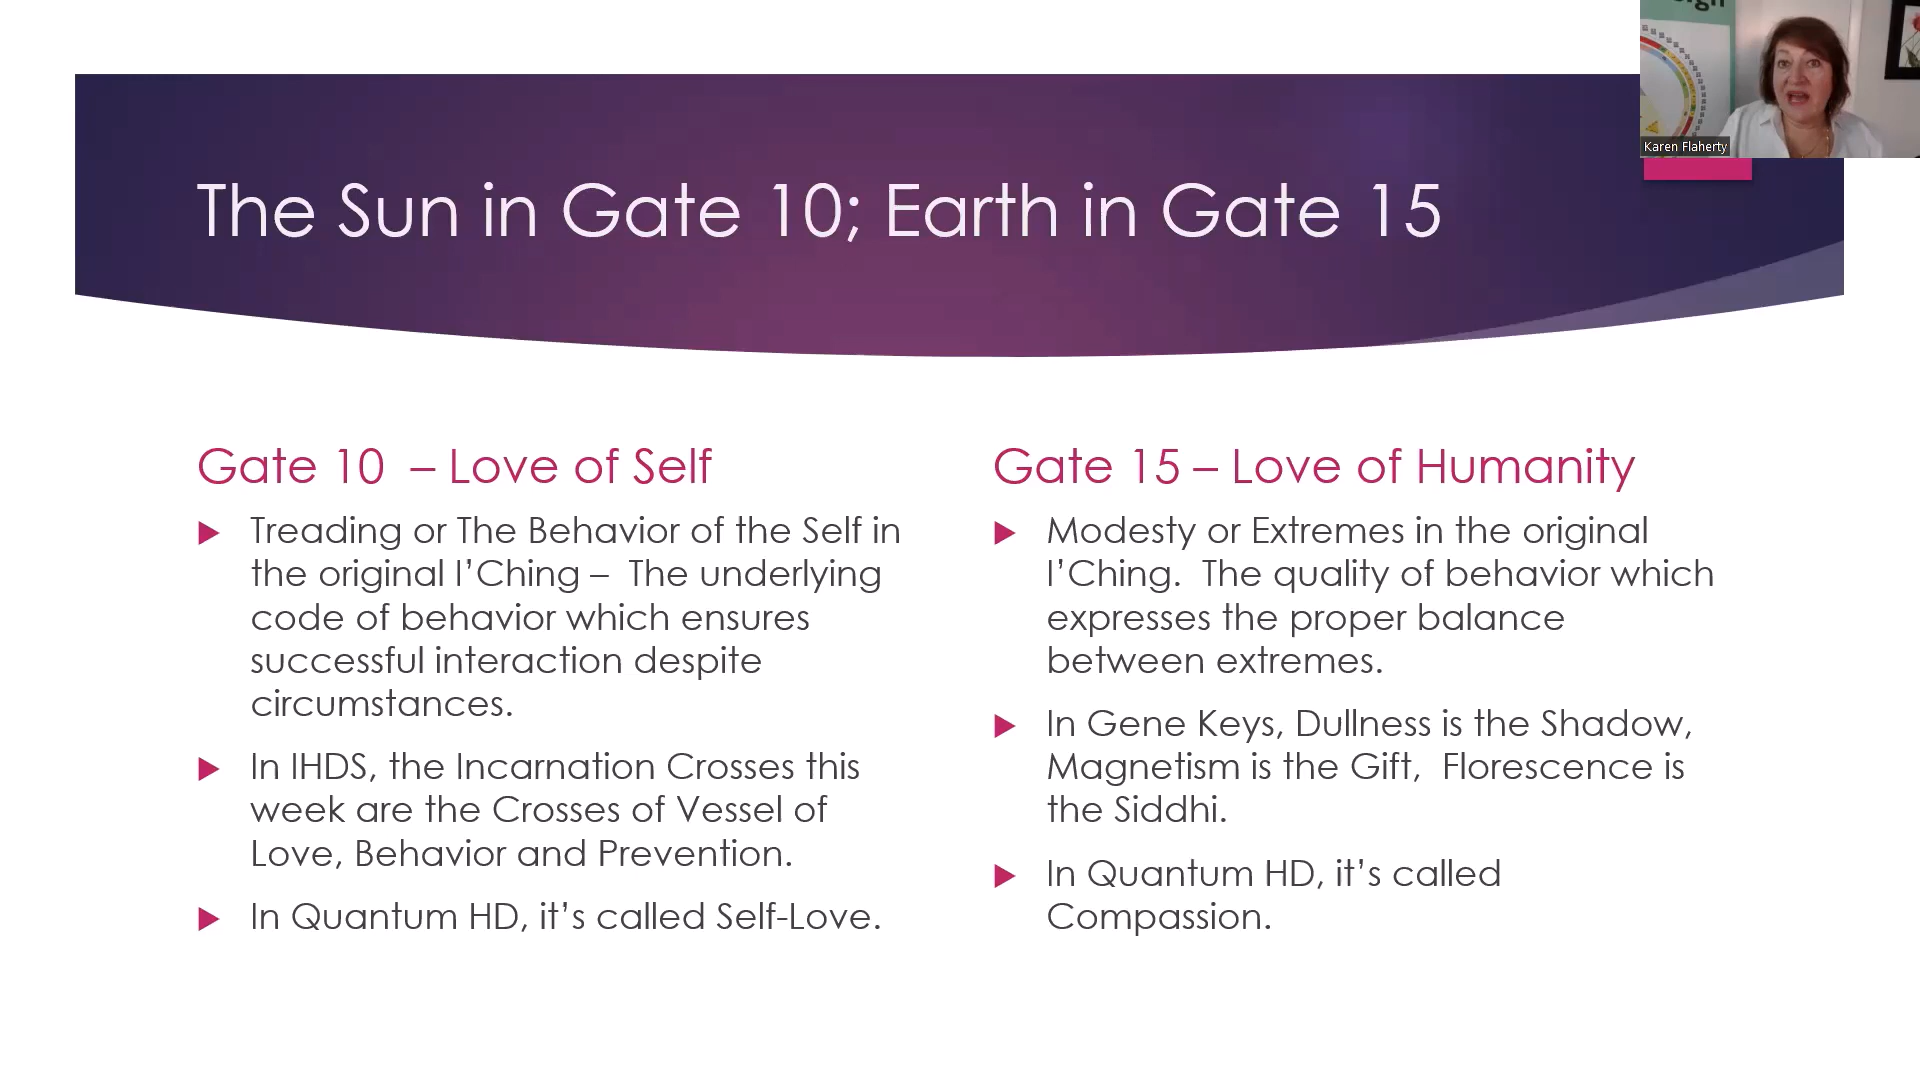 sign
Karen Flaherty
The Sun in Gate 10; Earth in Gate 15
Gate 10  – Love of Self
Treading or The Behavior of the Self in
the original I’Ching –  The underlying
code of behavior which ensures
successful interaction despite
circumstances.
In IHDS, the Incarnation Crosses this
week are the Crosses of Vessel of
Love, Behavior and Prevention.
In Quantum HD, it’s called Self-Love.
Gate 15 – Love of Humanity
Modesty or Extremes in the original
I’Ching.  The quality of behavior which
expresses the proper balance
between extremes.
In Gene Keys, Dullness is the Shadow,
Magnetism is the Gift,  Florescence is
the Siddhi.
In Quantum HD, it’s called
Compassion.